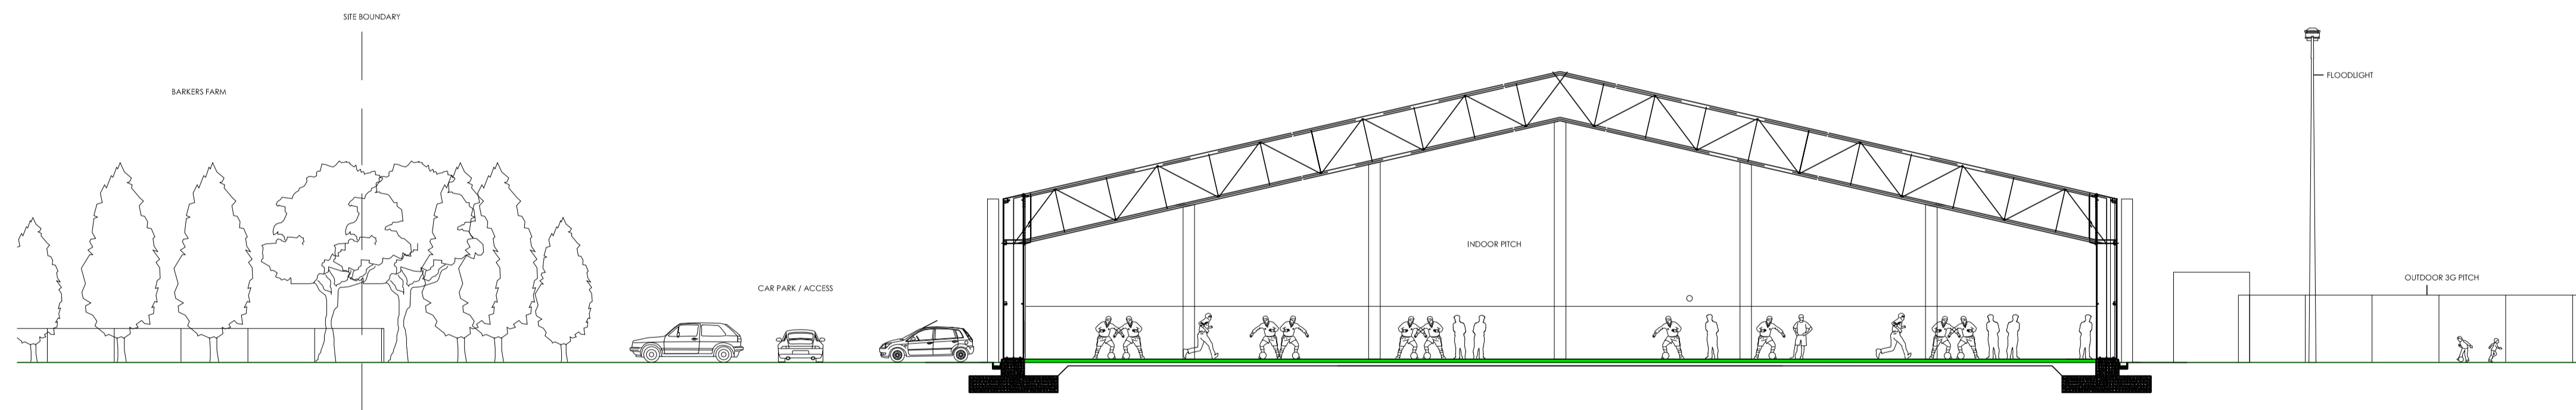 SITE BOUNDARY
BARKERS FARM
CAR PARK / ACCESS
INDOOR PITCH
FLOODLIGHT
OUTDOOR 3G PITCH